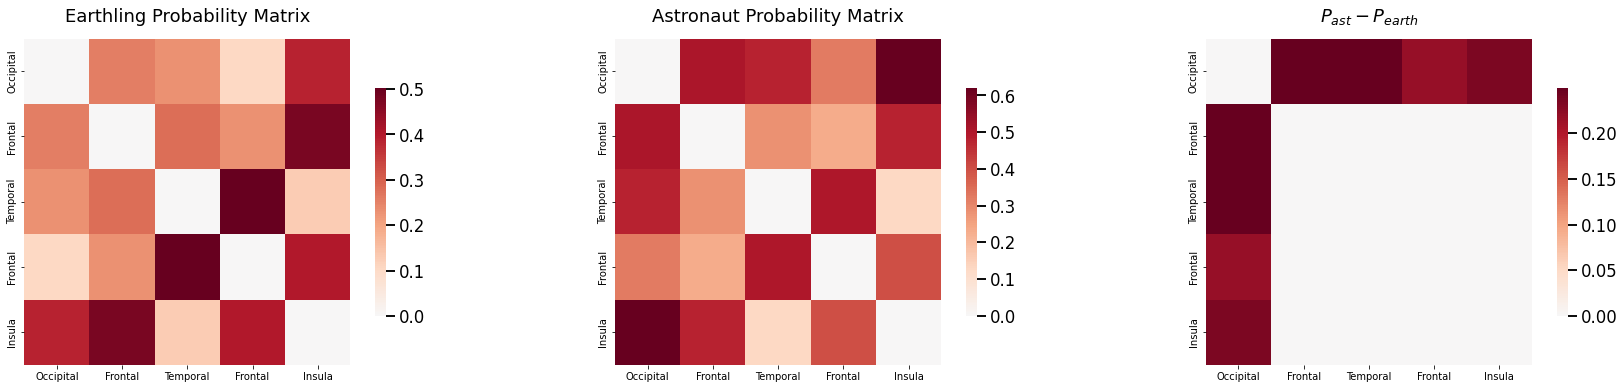 Earthling Probability Matrix
Occipital
Frontal
Temporal
Frontal
Insula
Occipital Frontal Temporal Frontal Insula
0.5
0.4
0.3
0.2
0.1
0.0
Astronaut Probability Matrix
Occipital
Frontal
Temporal
Frontal
Insula
Occipital Frontal Temporal Frontal Insula
0.6
0.5
0.4
0.3
0.2
0.1
0.0
P_ast − P_earth
Occipital
Frontal
Temporal
Frontal
Insula
Occipital Frontal Temporal Frontal Insula
0.20
0.15
0.10
0.05
0.00